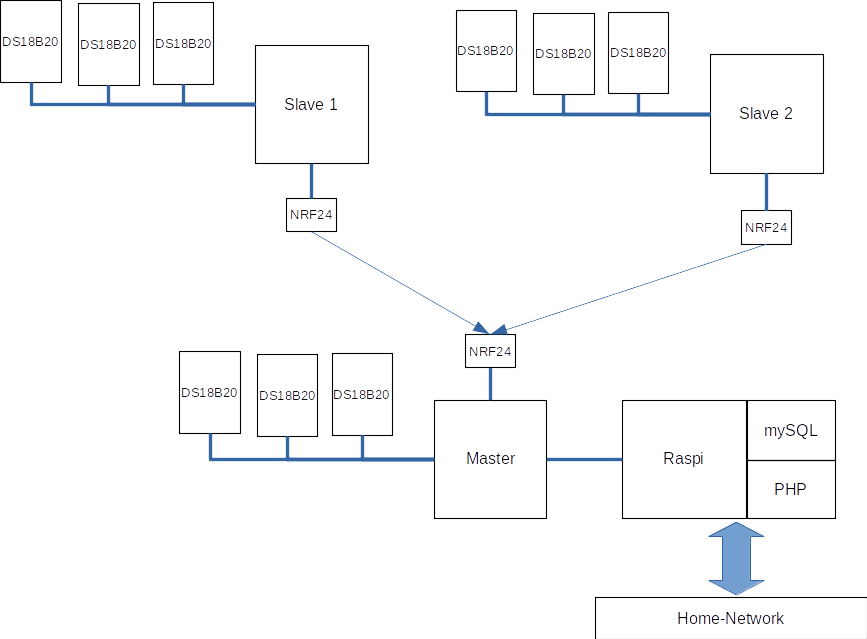 DS18B20
DS18B20
DS18B20
Slave 1
NRF24
DS18B20
DS18B20
DS18B20
Slave 2
NRF24
NRF24
DS18B20
DS18B20
DS18B20
Master
Raspi
mySQL
PHP
Home-Network